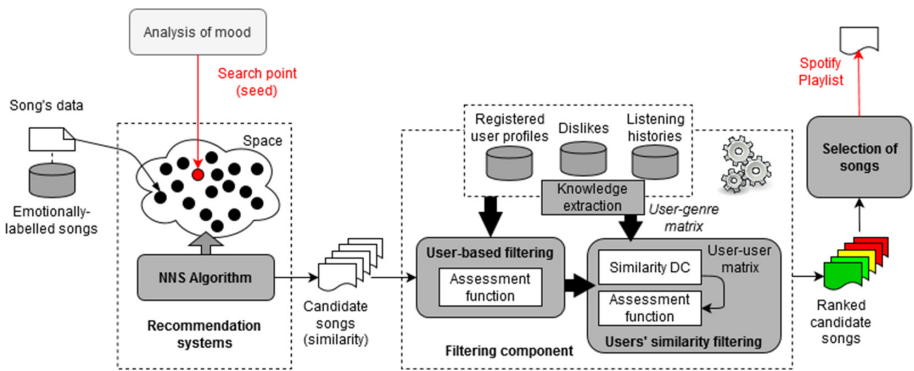 Analysis of mood
Search point
(seed)
Song's data
Space
Emotionally-
labelled songs
NNS Algorithm
Recommendation
systems
Candidate
songs
(similarity)
Registered
user profiles
Dislikes
Listening
histories
Knowledge
extraction
User-genre
matrix
User-based filtering
Assessment
function
Similarity DC
User-user
matrix
Assessment
function
Users' similarity filtering
Filtering component
Spotify
Playlist
Selection of
songs
Ranked
candidate
songs